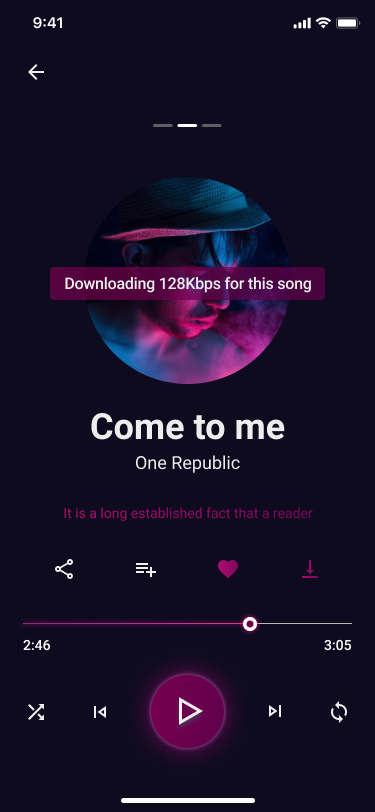 9:41
Downloading 128Kbps for this song
Come to me
One Republic
It is a long established fact that a reader
2:46
3:05